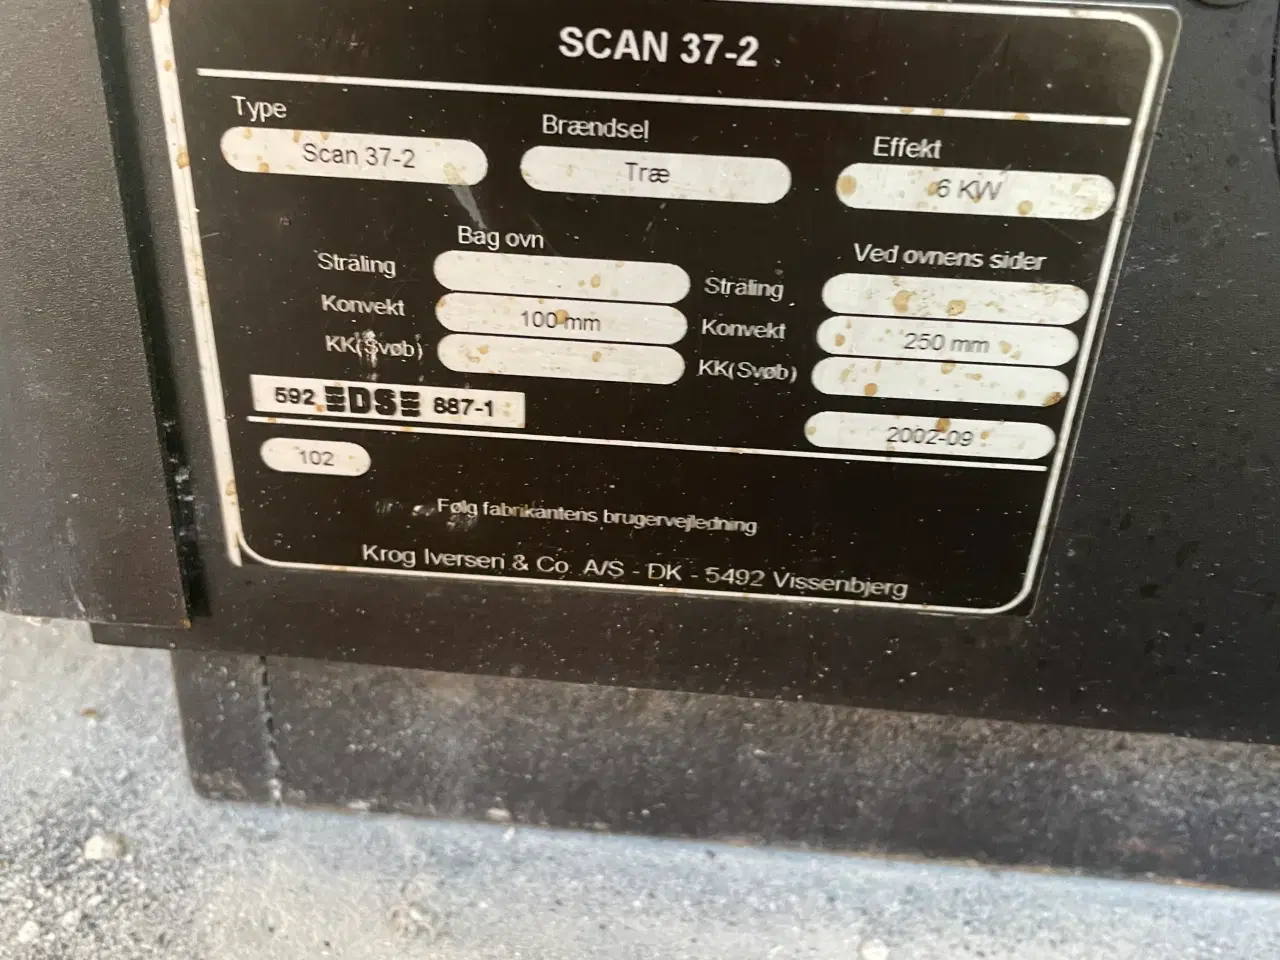 SCAN 37-2
Type Brændsel Effekt
Scan 37-2 Træ 6 KW
Bag ovn Ved ovnens sider
Stråling Stråling
Konvekt 100 mm Konvekt 250 mm
KK(Svøb) KK(Svøb)
592 DS 887-1
2002-09
102
Følg fabrikantens brugervejledning
Krog Iversen & Co. A/S - DK - 5492 Vissenbjerg